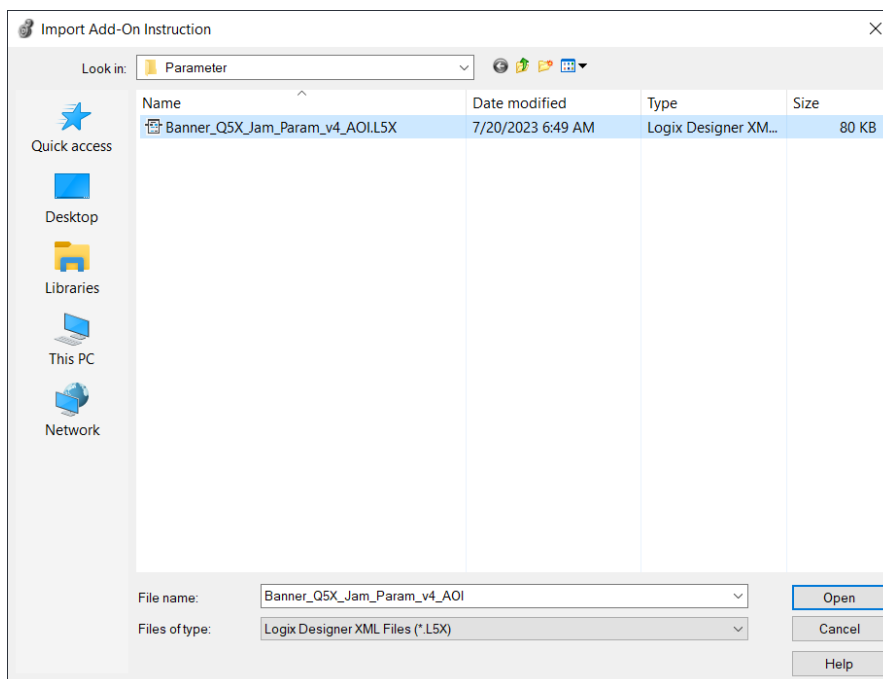 Import Add-On Instruction
Look in: Parameter
Name Date modified Type Size
Banner_Q5X_Jam_Param_v4_AOI.L5X 7/20/2023 6:49 AM Logix Designer XM... 80 KB
Quick access
Desktop
Libraries
This PC
Network
File name: Banner_Q5X_Jam_Param_v4_AOI Open
Files of type: Logix Designer XML Files (*.L5X) Cancel
Help